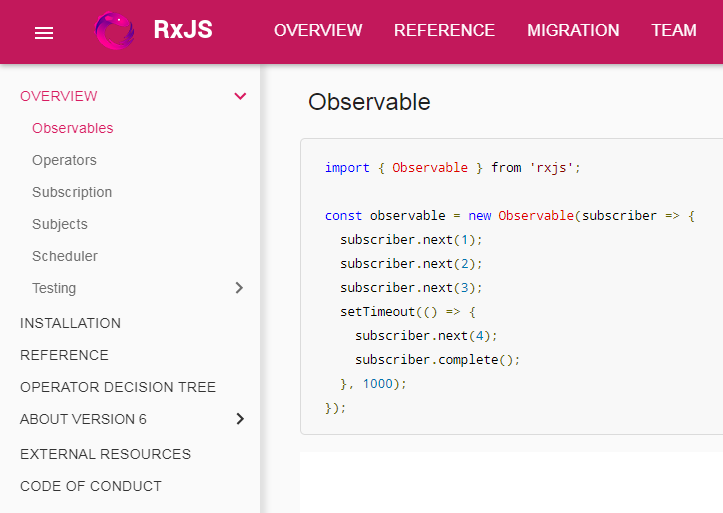 RxJS OVERVIEW REFERENCE MIGRATION TEAM
OVERVIEW
Observables
Operators
Subscription
Subjects
Scheduler
Testing
INSTALLATION
REFERENCE
OPERATOR DECISION TREE
ABOUT VERSION 6
EXTERNAL RESOURCES
CODE OF CONDUCT
Observable
import { Observable } from 'rxjs';
const observable = new Observable(subscriber => {
subscriber.next(1);
subscriber.next(2);
subscriber.next(3);
setTimeout(() => {
subscriber.next(4);
subscriber.complete();
}, 1000);
});